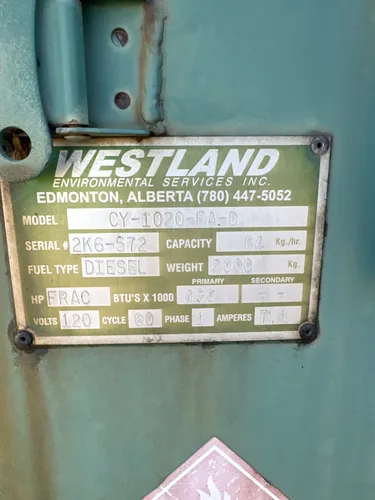 WESTLAND
ENVIRONMENTAL SERVICES INC.
EDMONTON, ALBERTA (780) 447-5052
MODEL CY-1020-FA-D
SERIAL # 2K6-572 CAPACITY Kg./hr.
FUEL TYPE DIESEL WEIGHT 2000 Kg.
PRIMARY SECONDARY
HP FRAC BTU'S X 1000 - -
VOLTS 120 CYCLE 60 PHASE 1 AMPERES